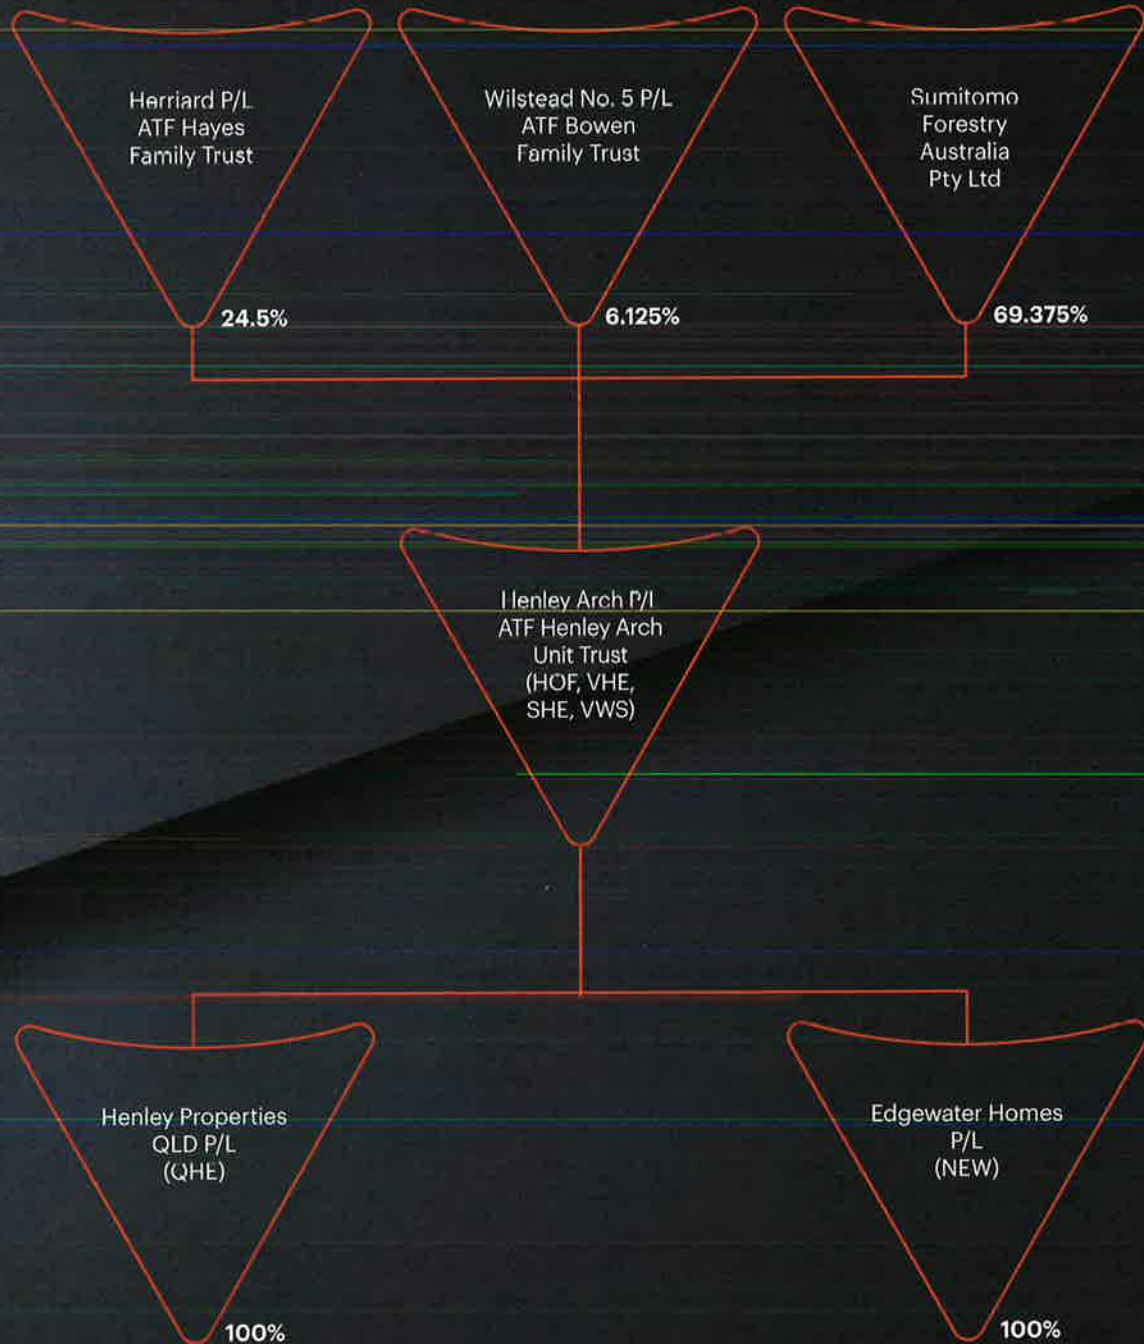 Herriard P/L
ATF Hayes
Family Trust
24.5%
Wilstead No. 5 P/L
ATF Bowen
Family Trust
6.125%
Sumitomo
Forestry
Australia
Pty Ltd
69.375%
Henley Arch P/L
ATF Henley Arch
Unit Trust
(HOF, VHE,
SHE, VWS)
Henley Properties
QLD P/L
(QHE)
100%
Edgewater Homes
P/L
(NEW)
100%